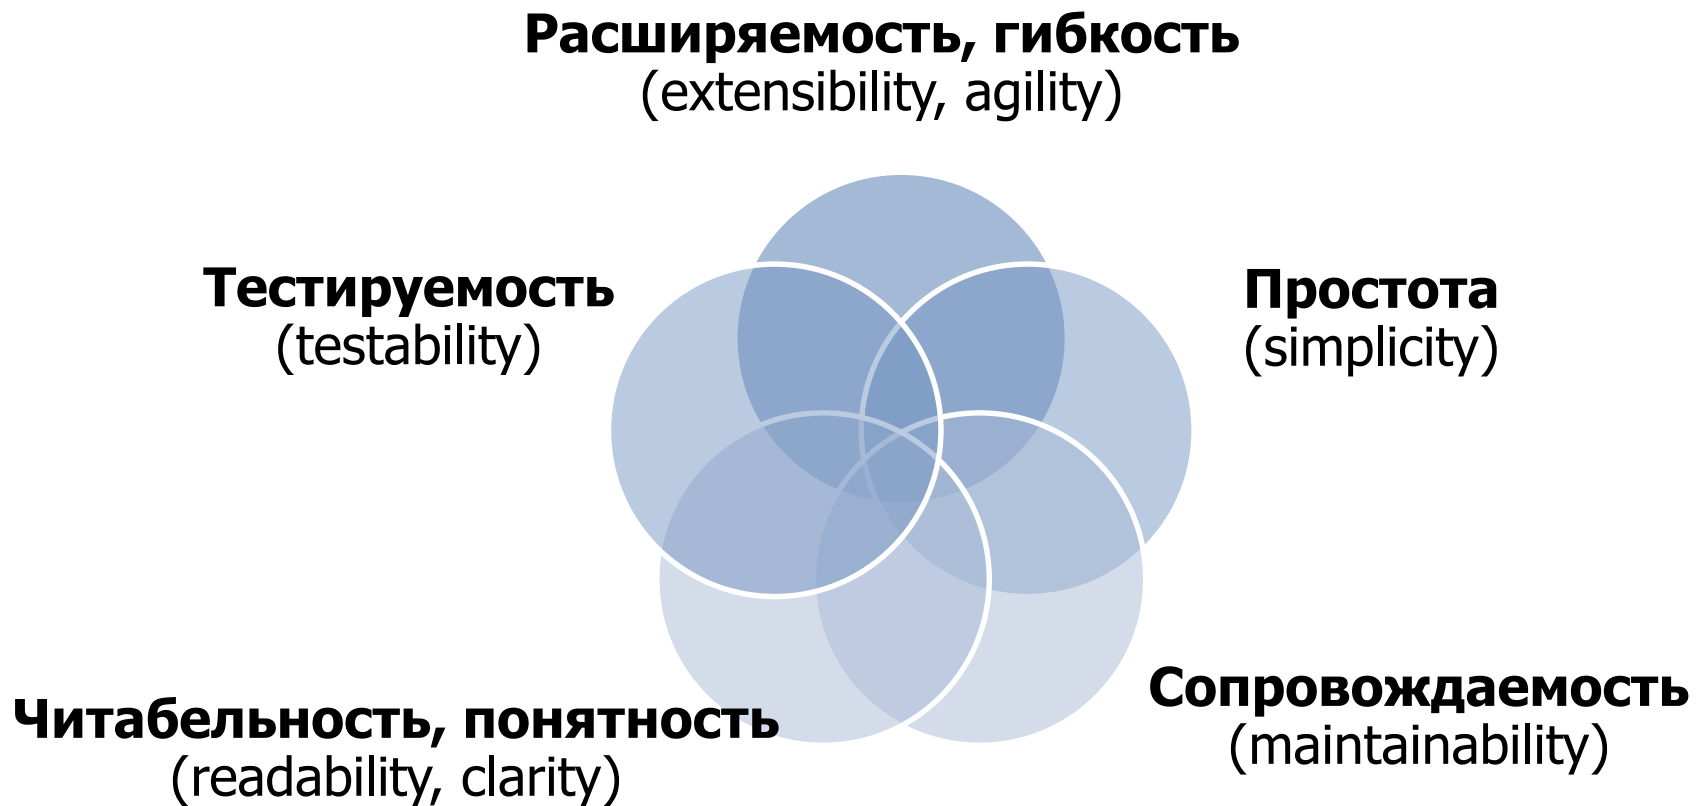 Расширяемость, гибкость
(extensibility, agility)
Тестируемость
(testability)
Простота
(simplicity)
Читабельность, понятность
(readability, clarity)
Сопровождаемость
(maintainability)